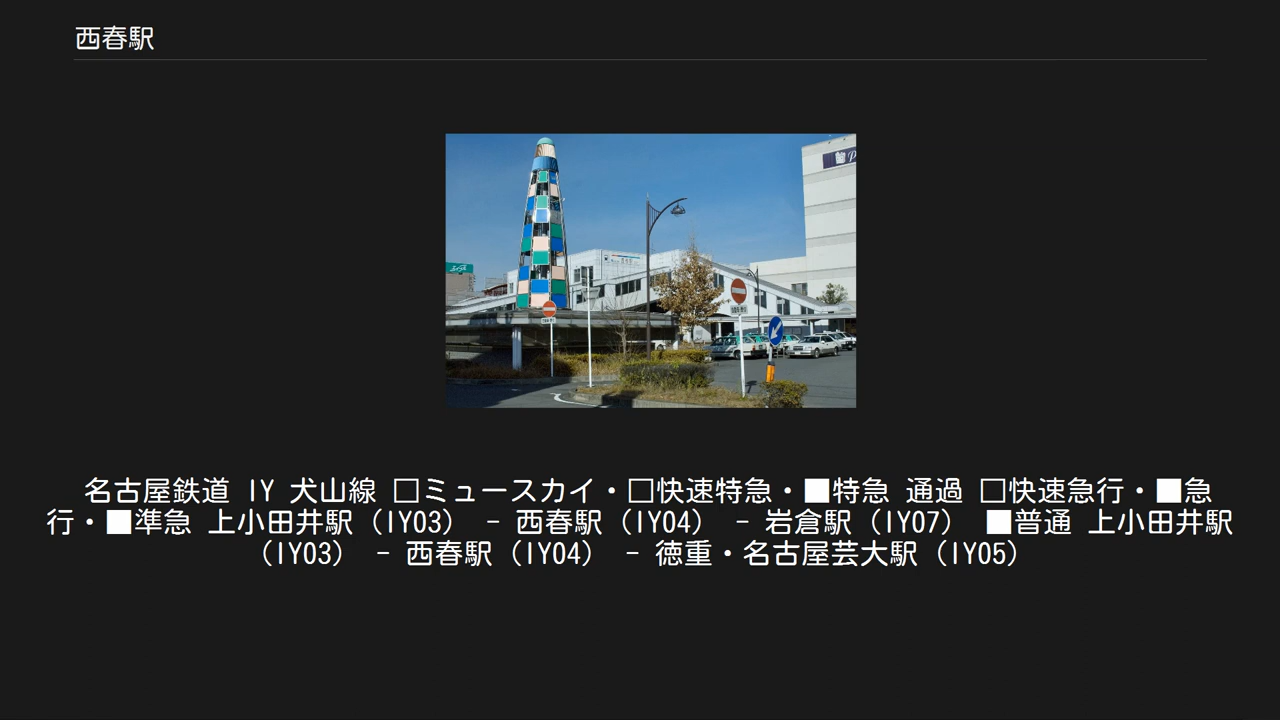 西春駅
名古屋鉄道 IY 犬山線 □ミュースカイ・□快速特急・■特急 通過 □快速急行・■急
行・■準急 上小田井駅（IY03） - 西春駅（IY04） - 岩倉駅（IY07） ■普通 上小田井駅
（IY03） - 西春駅（IY04） - 徳重・名古屋芸大駅（IY05）